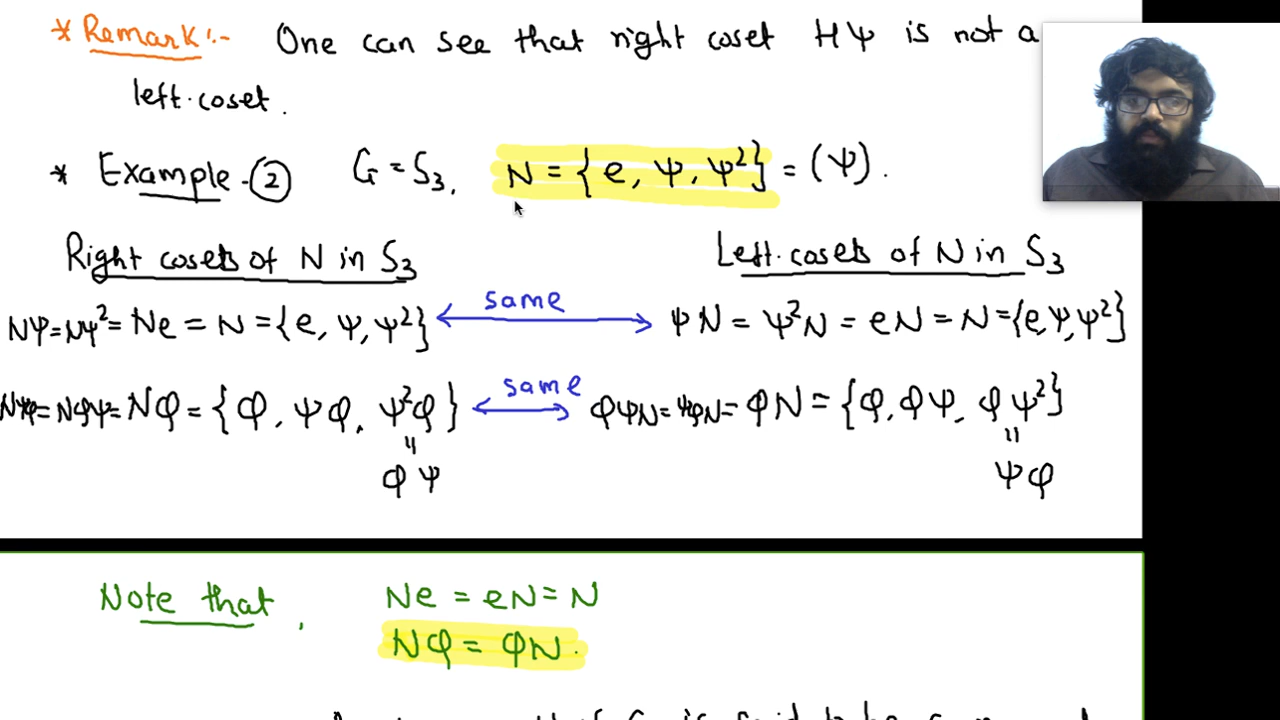 * Remark:- One can see that right coset Hψ is not a
left coset.
* Example-② G = S₃, N = {e, ψ, ψ²} = (ψ).
Right cosets of N in S₃ Left cosets of N in S₃
Nψ = Nψ² = Ne = N = {e, ψ, ψ²} same ψN = ψ²N = eN = N = {e, ψ, ψ²}
Nψφ = Nφψ = Nφ = {φ, ψφ, ψ²φ} same φψN = ψφN = φN = {φ, φψ, φψ²}
= =
φψ ψφ
Note that, Ne = eN = N
Nφ = φN.